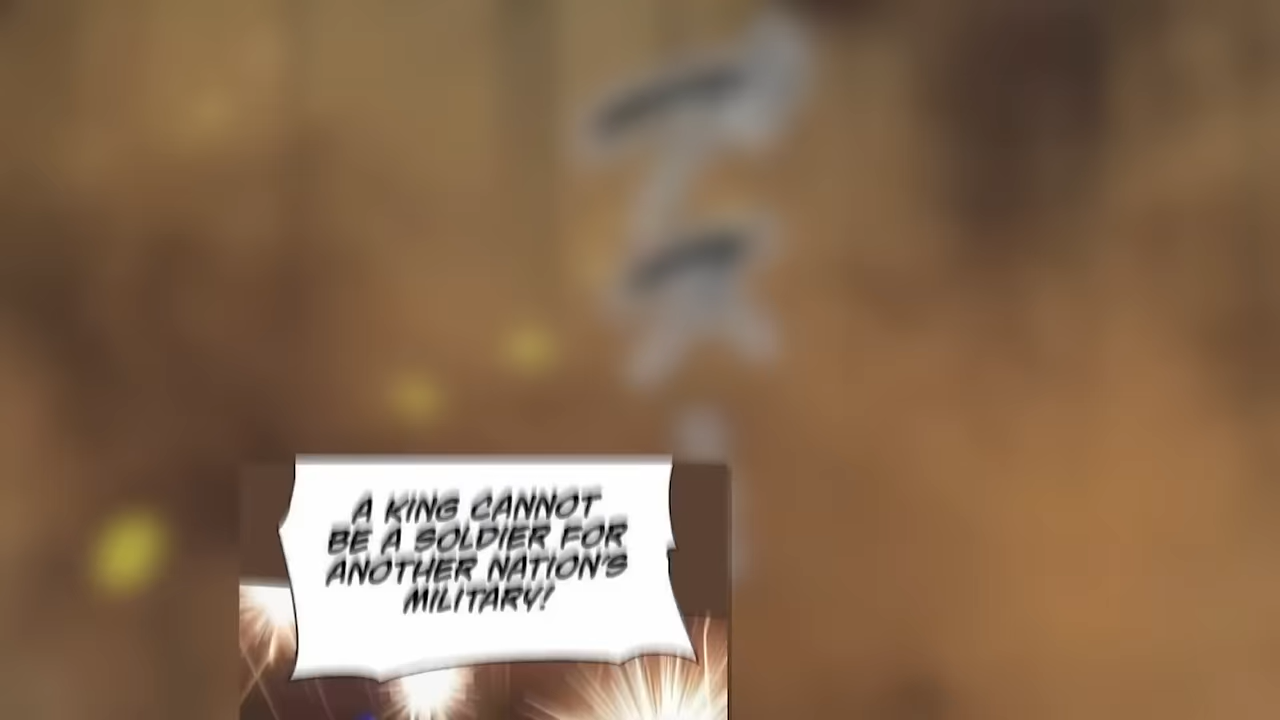 A KING CANNOT
BE A SOLDIER FOR
ANOTHER NATION'S
MILITARY!